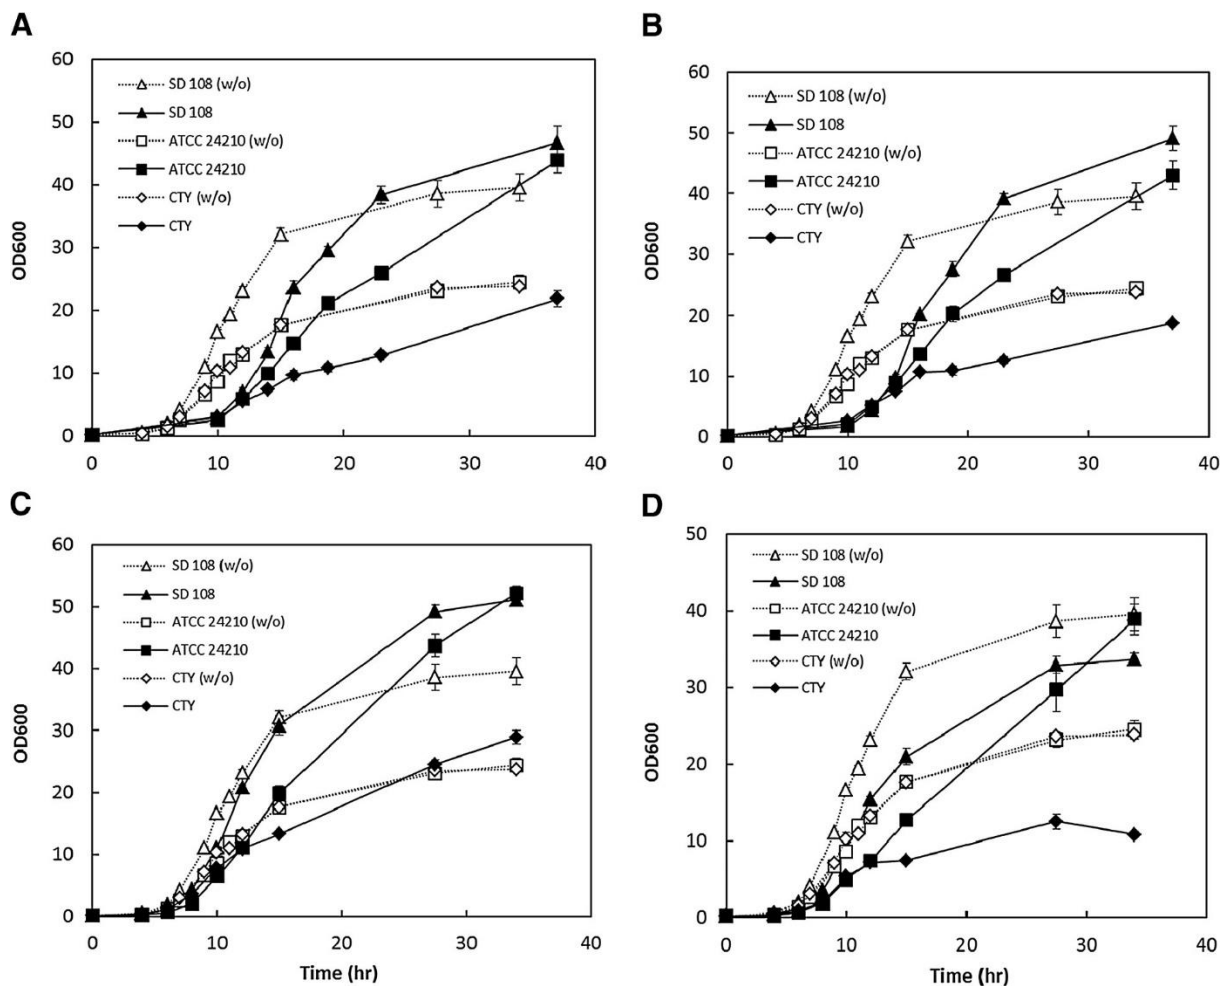 A
60
50
40
30
20
10
0
OD600
SD 108 (w/o)
SD 108
ATCC 24210 (w/o)
ATCC 24210
CTY (w/o)
CTY
0 10 20 30 40
B
60
50
40
30
20
10
0
OD600
SD 108 (w/o)
SD 108
ATCC 24210 (w/o)
ATCC 24210
CTY (w/o)
CTY
0 10 20 30 40
C
60
50
40
30
20
10
0
OD600
SD 108 (w/o)
SD 108
ATCC 24210 (w/o)
ATCC 24210
CTY (w/o)
CTY
0 10 20 30 40
Time (hr)
D
50
40
30
20
10
0
OD600
SD 108 (w/o)
SD 108
ATCC 24210 (w/o)
ATCC 24210
CTY (w/o)
CTY
0 10 20 30 40
Time (hr)